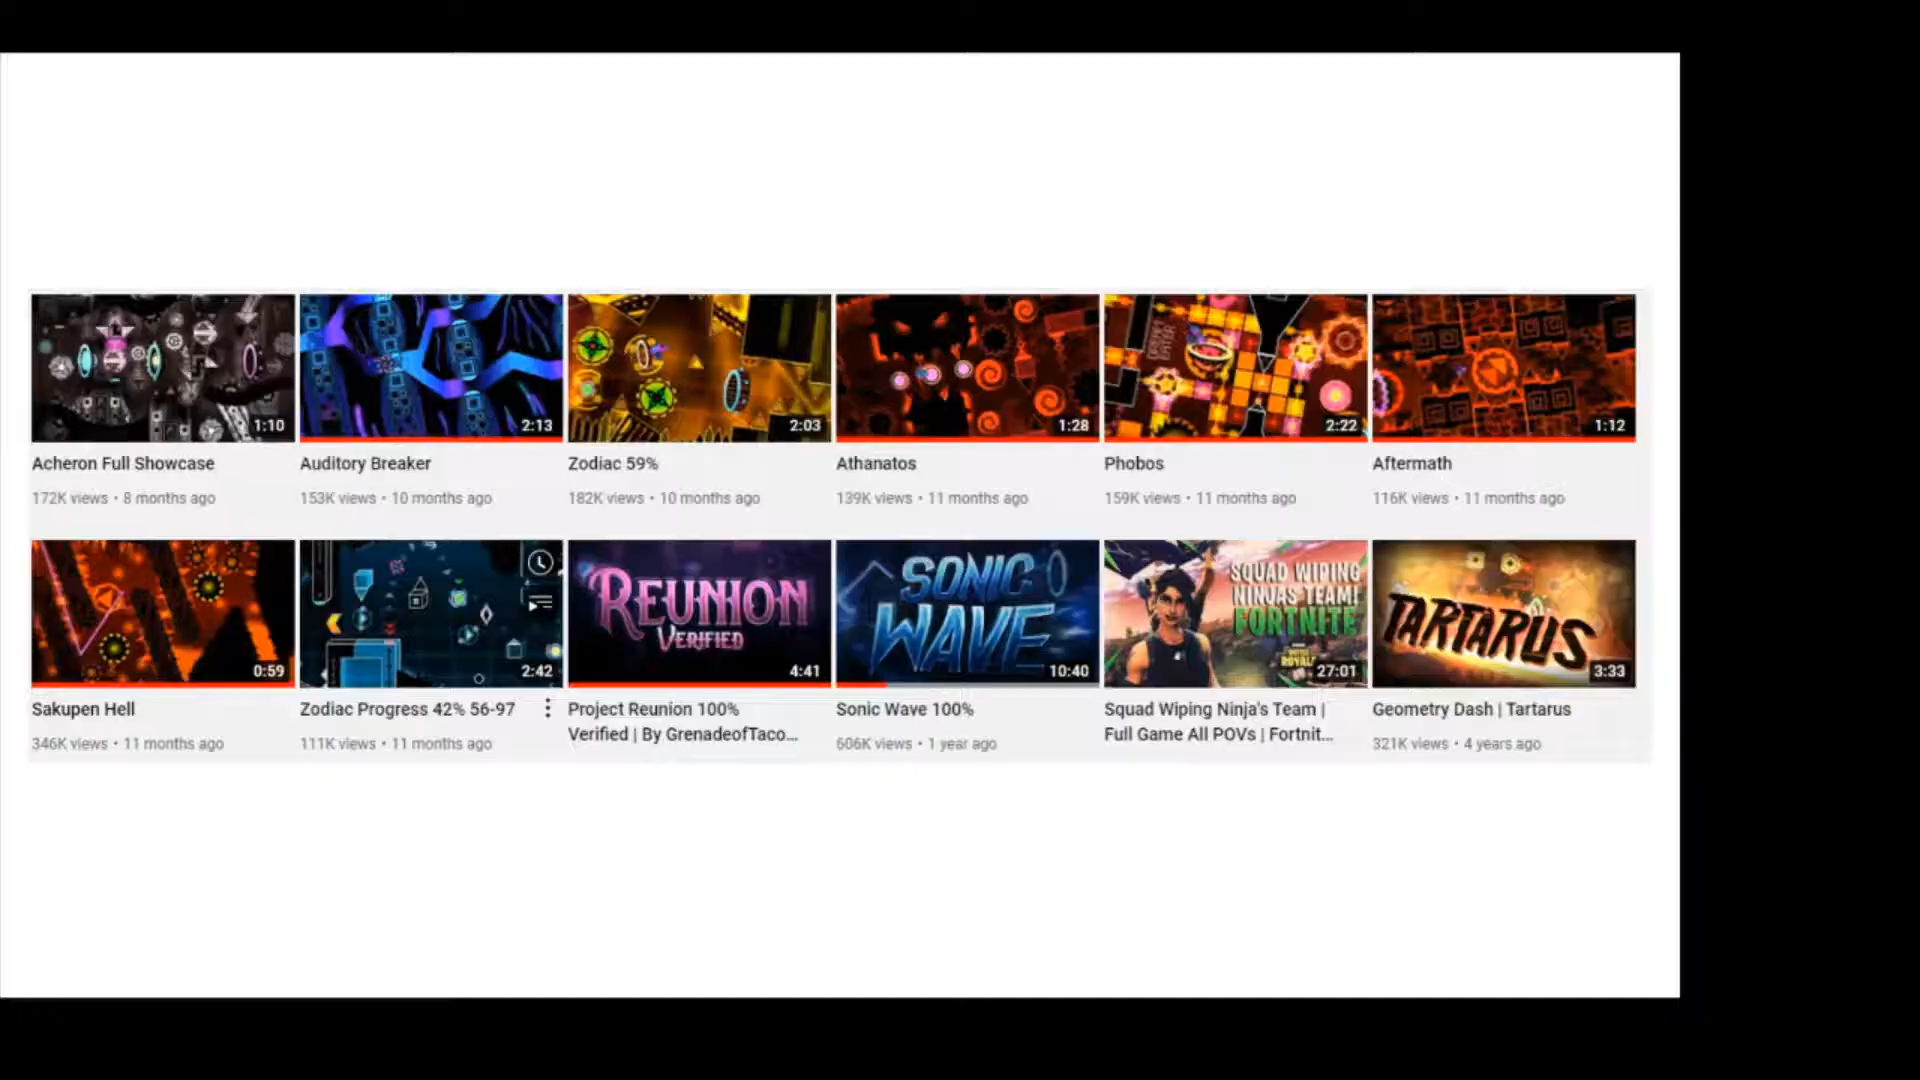 1:10
2:13
2:03
1:28
2:22
1:12
Acheron Full Showcase
Auditory Breaker
Zodiac 59%
Athanatos
Phobos
Aftermath
172K views • 8 months ago
153K views • 10 months ago
182K views • 10 months ago
139K views • 11 months ago
159K views • 11 months ago
116K views • 11 months ago
REUNION
VERIFIED
SONIC
WAVE
SQUAD WIPING
NINJAS TEAM!
FORTNITE
TARTARUS
0:59
2:42
4:41
10:40
27:01
3:33
Sakupen Hell
346K views • 11 months ago
Zodiac Progress 42% 56-97
111K views • 11 months ago
Project Reunion 100%
Verified | By GrenadeofTaco...
Sonic Wave 100%
606K views • 1 year ago
Squad Wiping Ninja's Team |
Full Game All POVs | Fortnit...
Geometry Dash | Tartarus
321K views • 4 years ago